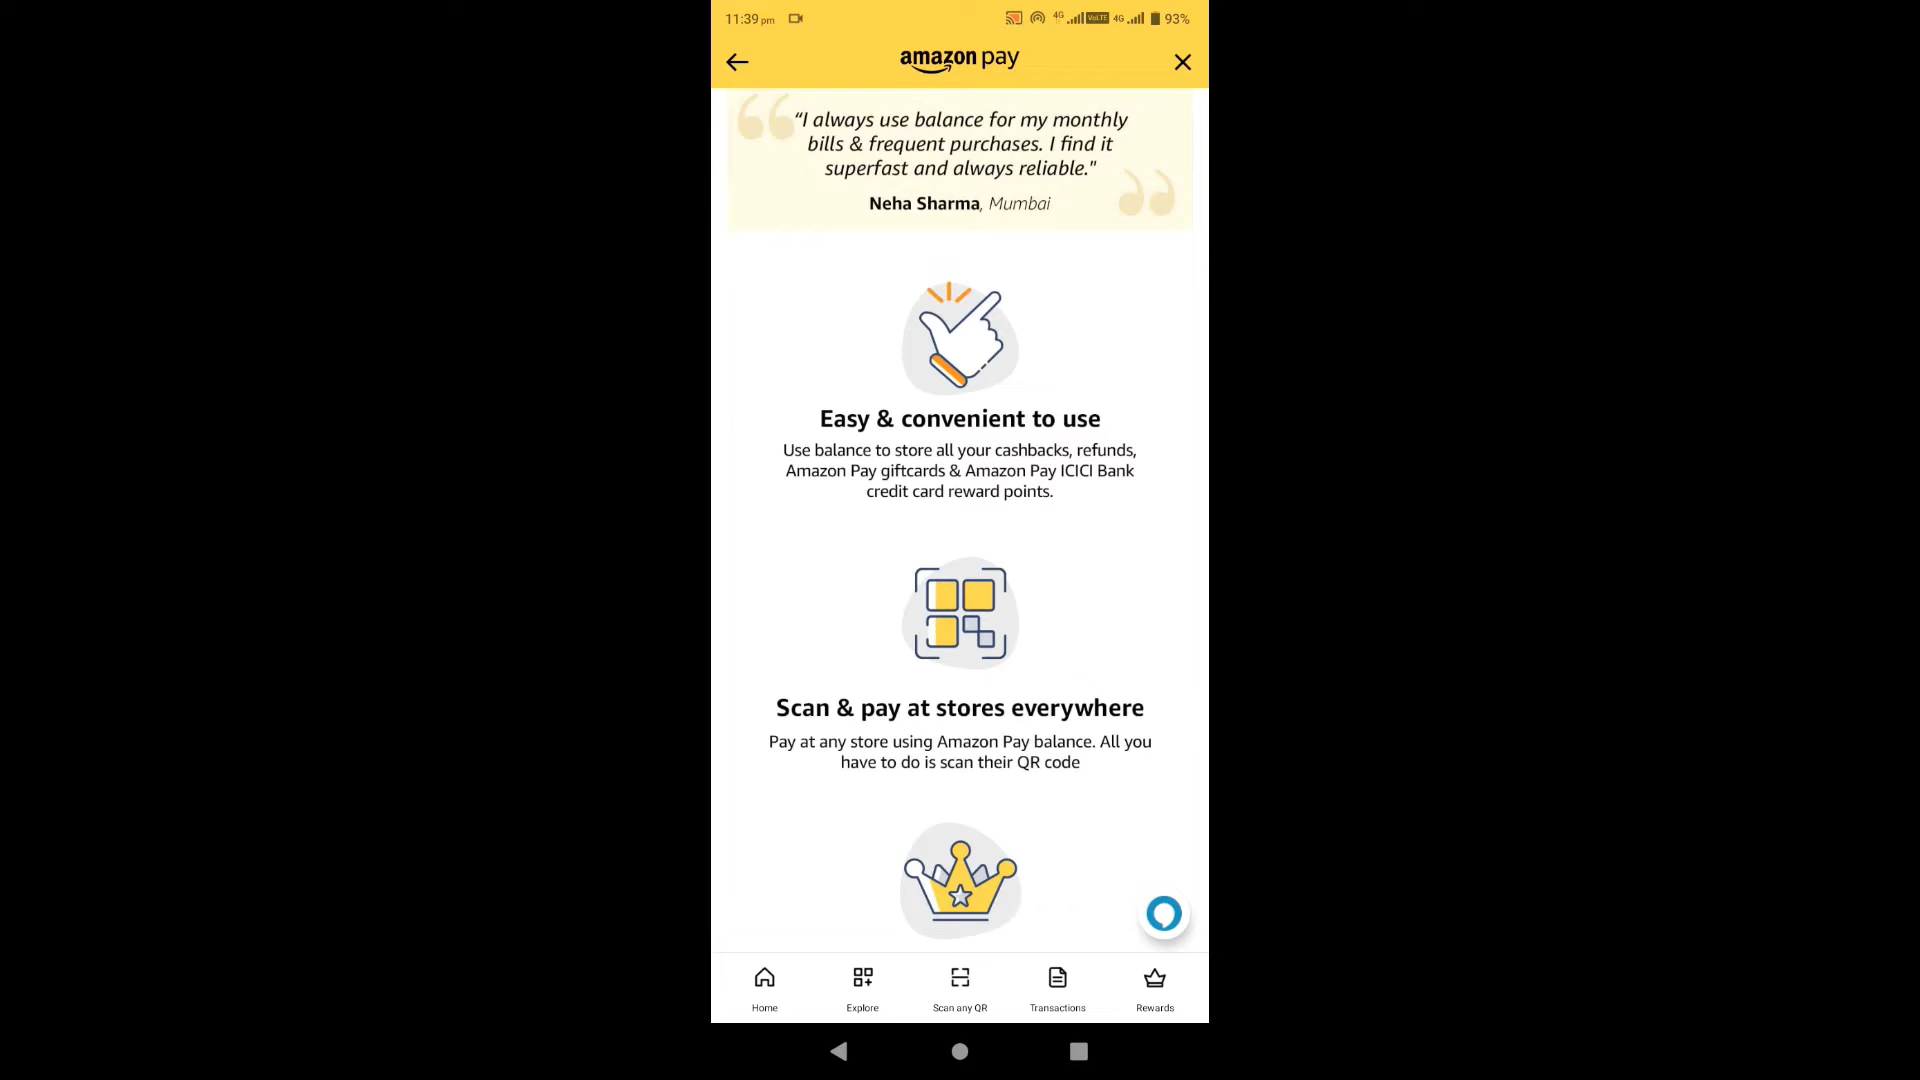 11:39 pm 4G VoLTE 4G 93%
amazon pay
“I always use balance for my monthly
bills & frequent purchases. I find it
superfast and always reliable."
Neha Sharma, Mumbai
Easy & convenient to use
Use balance to store all your cashbacks, refunds,
Amazon Pay giftcards & Amazon Pay ICICI Bank
credit card reward points.
Scan & pay at stores everywhere
Pay at any store using Amazon Pay balance. All you
have to do is scan their QR code
Home Explore Scan any QR Transactions Rewards